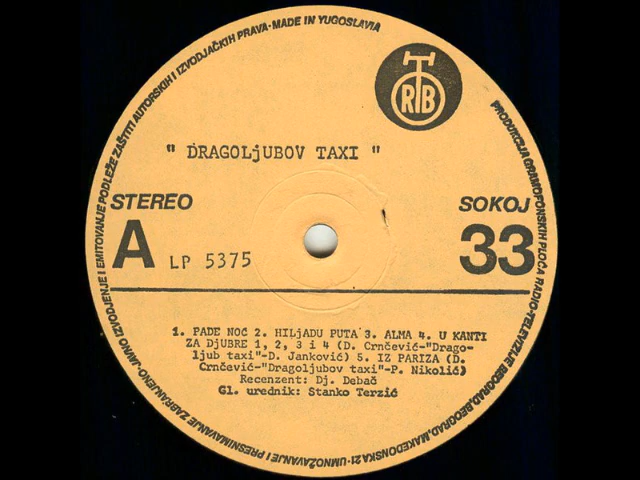 JAVNO IZVODJENJE I EMITOVANJE PODLEŽE ZAŠTITI AUTORSKIH I IZVODJAČKIH PRAVA·MADE IN YUGOSLAVIA
RTB
PRODUKCIJA GRAMOFONSKIH PLOČA RADIO-TELEVIZIJE BEOGRAD, BEOGRAD, MAKEDONSKA 21·UMNOŽAVANJE I PRESNIMAVANJE ZABRANJENO·
" DRAGOLjUBOV TAXI "
STEREO
SOKOJ
A
LP 5375
33
1. PADE NOĆ 2. HILjADU PUTA 3. ALMA 4. U KANTI
ZA DjUBRE 1, 2, 3 i 4 (D. Crnčević-"Drago-
ljub taxi"-D. Janković) 5. IZ PARIZA (D.
Crnčević-"Dragoljubov taxi"-P. Nikolić)
Recenzent: Dj. Debač
Gl. urednik: Stanko Terzić